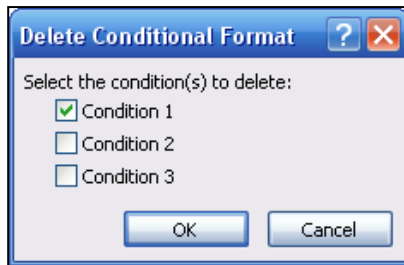 Delete Conditional Format
Select the condition(s) to delete:
Condition 1
Condition 2
Condition 3
OK Cancel